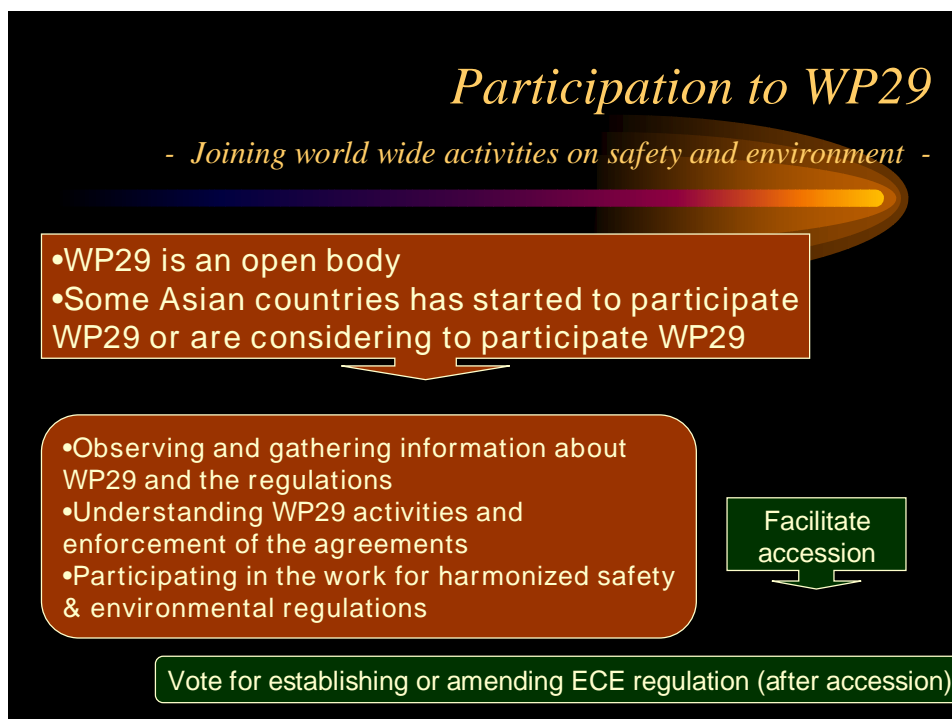 Participation to WP29
- Joining world wide activities on safety and environment -
•WP29 is an open body
•Some Asian countries has started to participate
WP29 or are considering to participate WP29
•Observing and gathering information about
WP29 and the regulations
•Understanding WP29 activities and
enforcement of the agreements
•Participating in the work for harmonized safety
& environmental regulations
Facilitate
accession
Vote for establishing or amending ECE regulation (after accession)